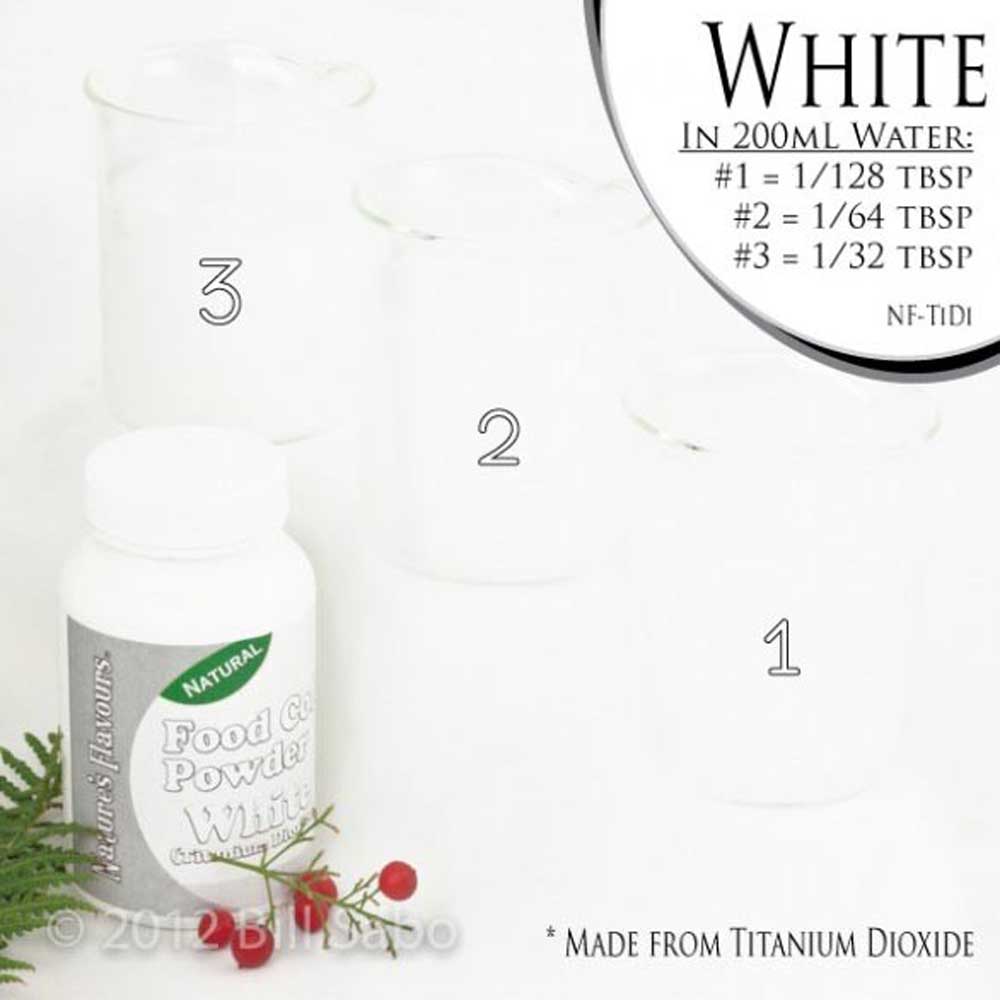 WHITE
IN 200ML WATER:
#1 = 1/128 TBSP
#2 = 1/64 TBSP
#3 = 1/32 TBSP
NF-TIDI
3
2
1
NATURAL
Nature's Flavours
Food Co
Powder
White
© 2012 Bill Sabo
* MADE FROM TITANIUM DIOXIDE